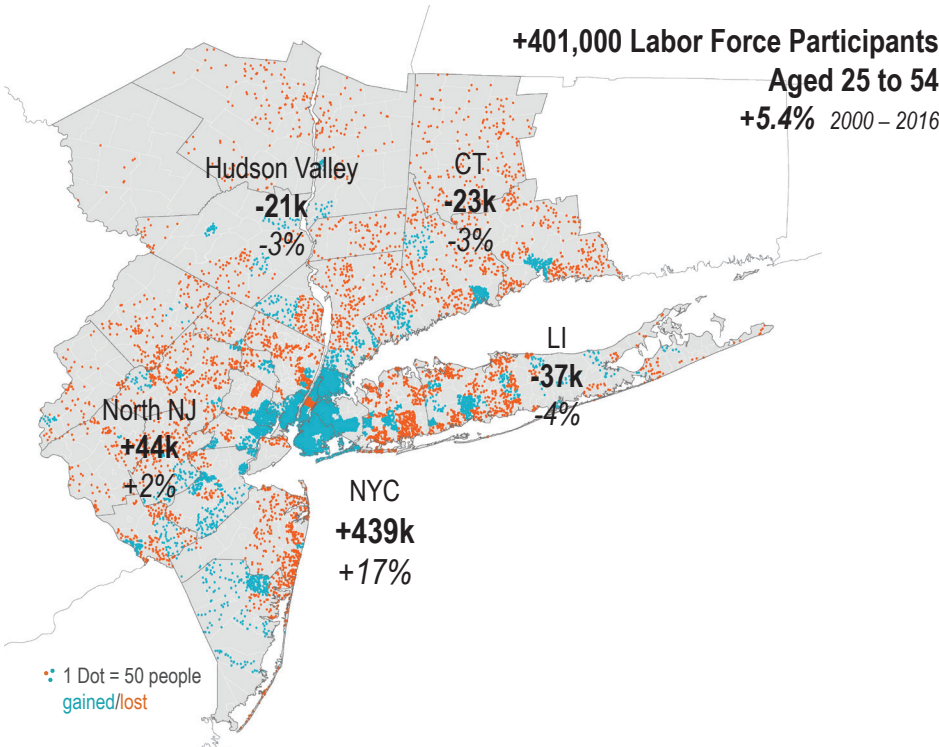 +401,000 Labor Force Participants
Aged 25 to 54
+5.4% 2000 – 2016
Hudson Valley
-21k
-3%
CT
-23k
-3%
LI
-37k
-4%
North NJ
+44k
+2%
NYC
+439k
+17%
1 Dot = 50 people
gained/lost